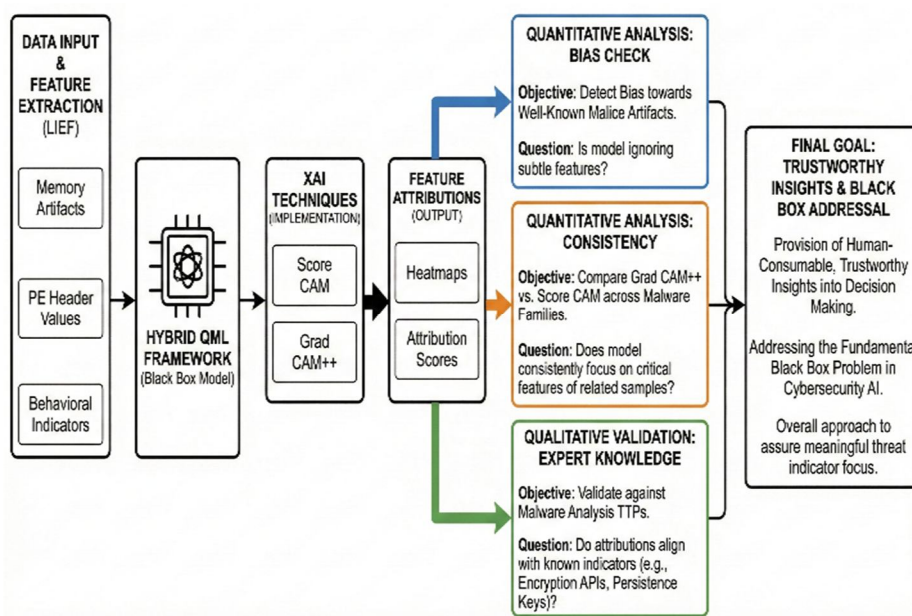 DATA INPUT
&
FEATURE
EXTRACTION
(LIEF)
Memory
Artifacts
PE Header
Values
Behavioral
Indicators
HYBRID QML
FRAMEWORK
(Black Box Model)
XAI
TECHNIQUES
(IMPLEMENTATION)
Score
CAM
Grad
CAM++
FEATURE
ATTRIBUTIONS
(OUTPUT)
Heatmaps
Attribution
Scores
QUANTITATIVE ANALYSIS:
BIAS CHECK
Objective: Detect Bias towards
Well-Known Malice Artifacts.
Question: Is model ignoring
subtle features?
QUANTITATIVE ANALYSIS:
CONSISTENCY
Objective: Compare Grad CAM++
vs. Score CAM across Malware
Families.
Question: Does model
consistently focus on critical
features of related samples?
QUALITATIVE VALIDATION:
EXPERT KNOWLEDGE
Objective: Validate against
Malware Analysis TTPs.
Question: Do attributions align
with known indicators (e.g.,
Encryption APIs, Persistence
Keys)?
FINAL GOAL:
TRUSTWORTHY
INSIGHTS & BLACK
BOX ADDRESSAL
Provision of Human-
Consumable, Trustworthy
Insights into Decision
Making.
Addressing the Fundamenta
Black Box Problem in
Cybersecurity AI.
Overall approach to
assure meaningful threat
indicator focus.